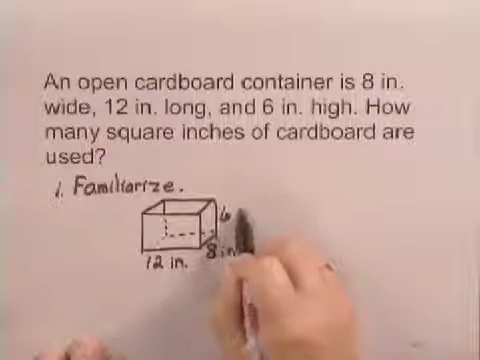 An open cardboard container is 8 in.
wide, 12 in. long, and 6 in. high. How
many square inches of cardboard are
used?
1. Familiarize.
6
8 in
12 in.